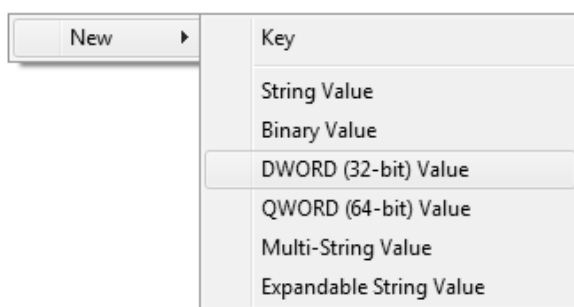 New
Key
String Value
Binary Value
DWORD (32-bit) Value
QWORD (64-bit) Value
Multi-String Value
Expandable String Value